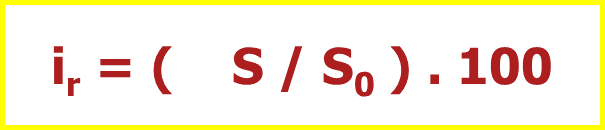 iᵣ = ( S / S₀ ) . 100